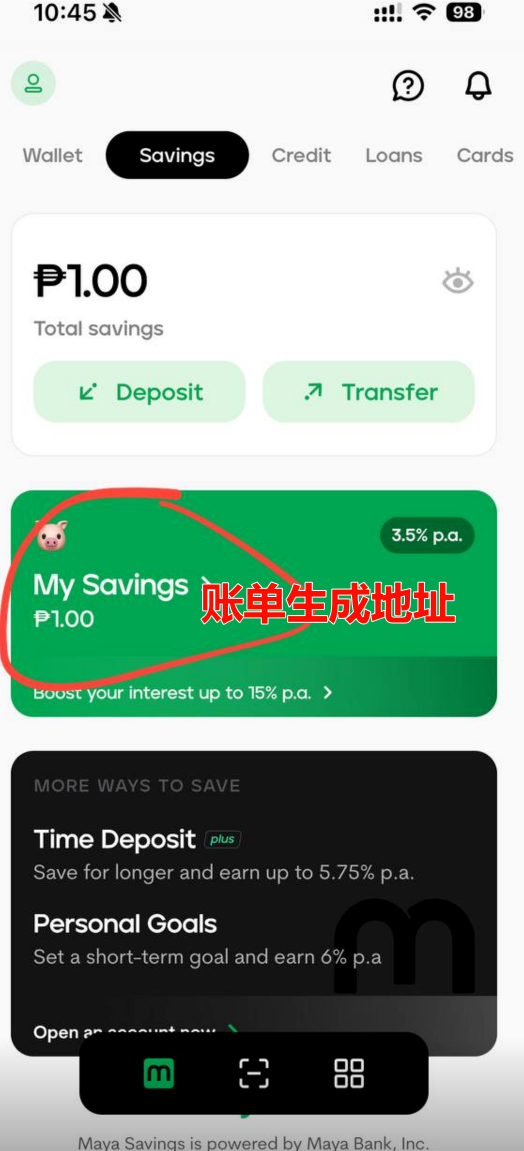 10:45
98
Wallet Savings Credit Loans Cards
₱1.00
Total savings
Deposit Transfer
3.5% p.a.
My Savings
₱1.00
账单生成地址
Boost your interest up to 15% p.a.
MORE WAYS TO SAVE
Time Deposit plus
Save for longer and earn up to 5.75% p.a.
Personal Goals
Set a short-term goal and earn 6% p.a
Open an account now
m
Maya Savings is powered by Maya Bank, Inc.